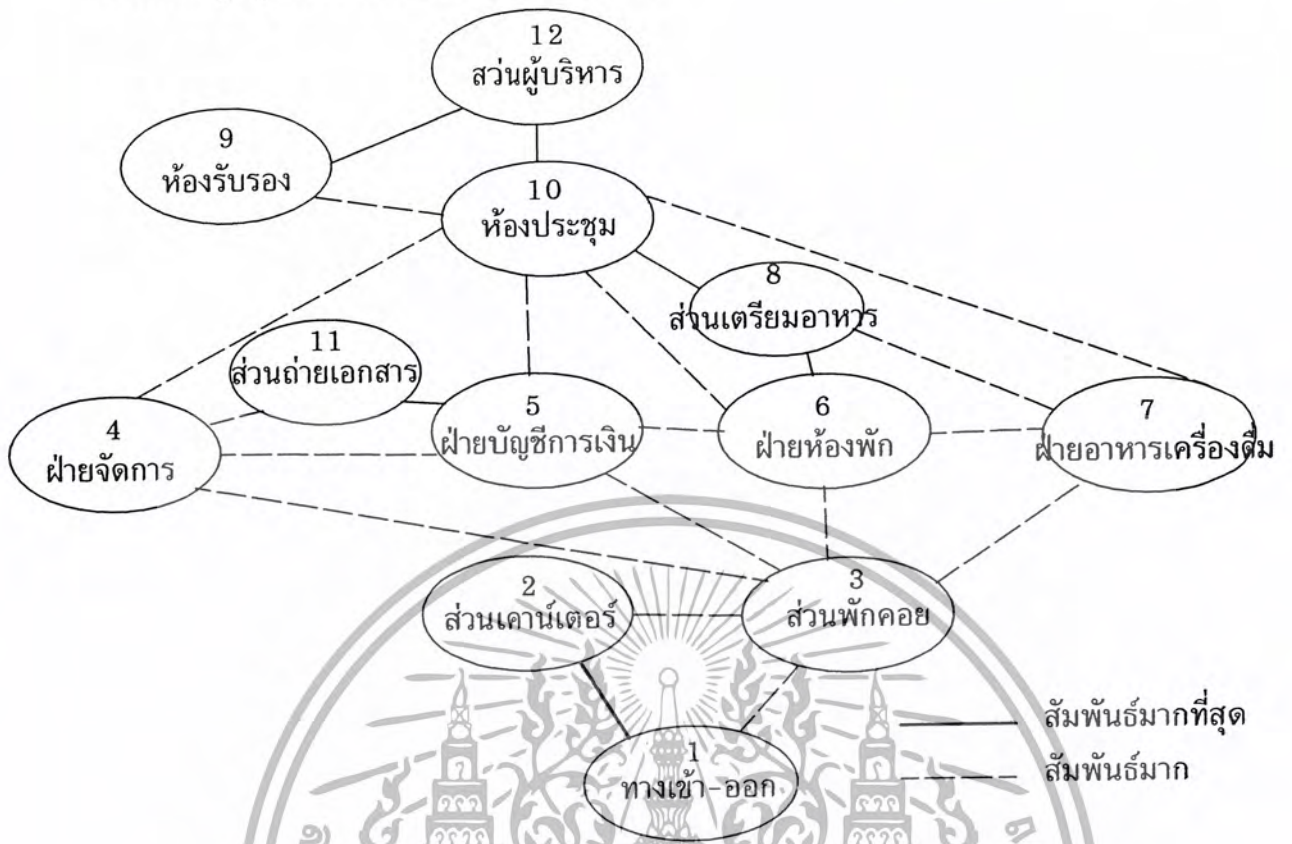 12
สว่นผู้บริหาร
9
ห้องรับรอง
10
ห้องประชุม
8
ส่วนเตรียมอาหาร
11
ส่วนถ่ายเอกสาร
4
ฝ่ายจัดการ
5
ฝ่ายบัญชีการเงิน
6
ฝ่ายห้องพัก
7
ฝ่ายอาหารเครื่องดื่ม
2
ส่วนเคาน์เตอร์
3
ส่วนพักคอย
1
ทางเข้า-ออก
สัมพันธ์มากที่สุด
สัมพันธ์มาก